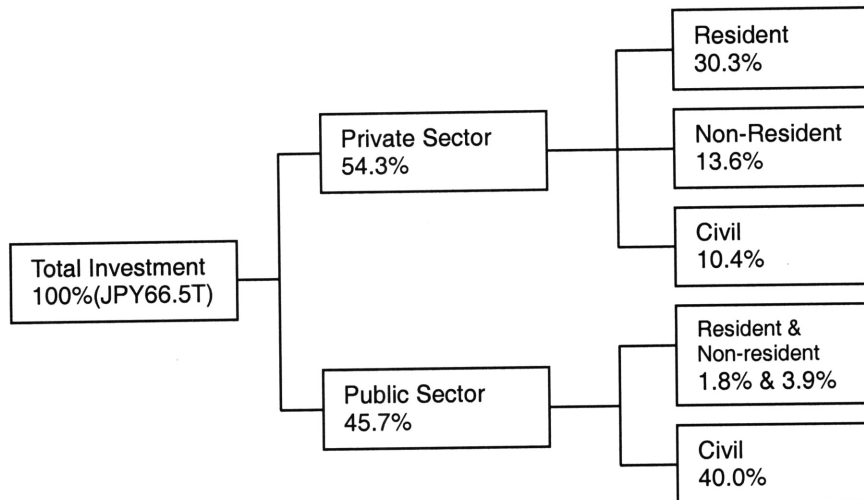 Total Investment
100%(JPY66.5T)
Private Sector
54.3%
Resident
30.3%
Non-Resident
13.6%
Civil
10.4%
Public Sector
45.7%
Resident &
Non-resident
1.8% & 3.9%
Civil
40.0%